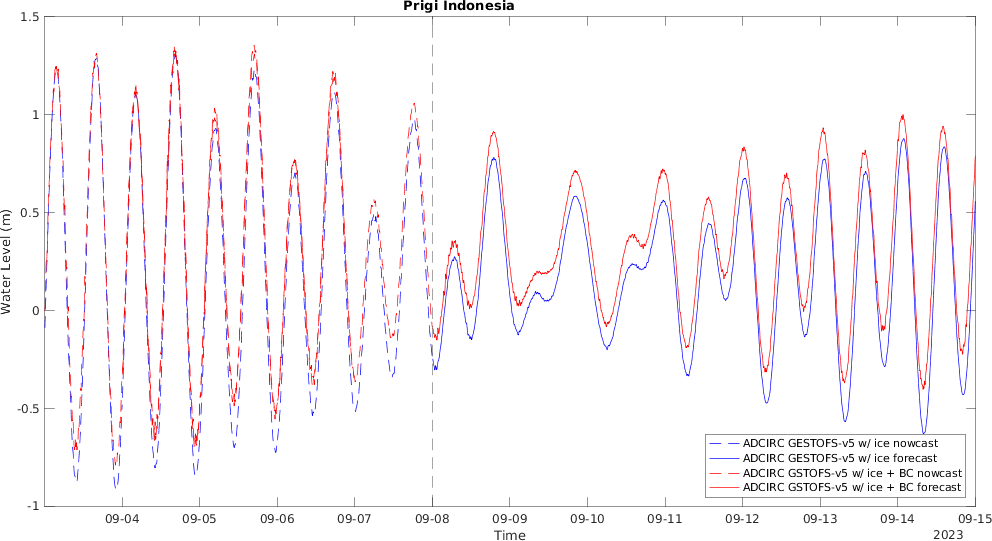 Prigi Indonesia
1.5
1
0.5
0
-0.5
-1
Water Level (m)
ADCIRC GESTOFS-v5 w/ ice nowcast
ADCIRC GESTOFS-v5 w/ ice forecast
ADCIRC GSTOFS-v5 w/ ice + BC nowcast
ADCIRC GSTOFS-v5 w/ ice + BC forecast
09-04 09-05 09-06 09-07 09-08 09-09 09-10 09-11 09-12 09-13 09-14 09-15
Time
2023